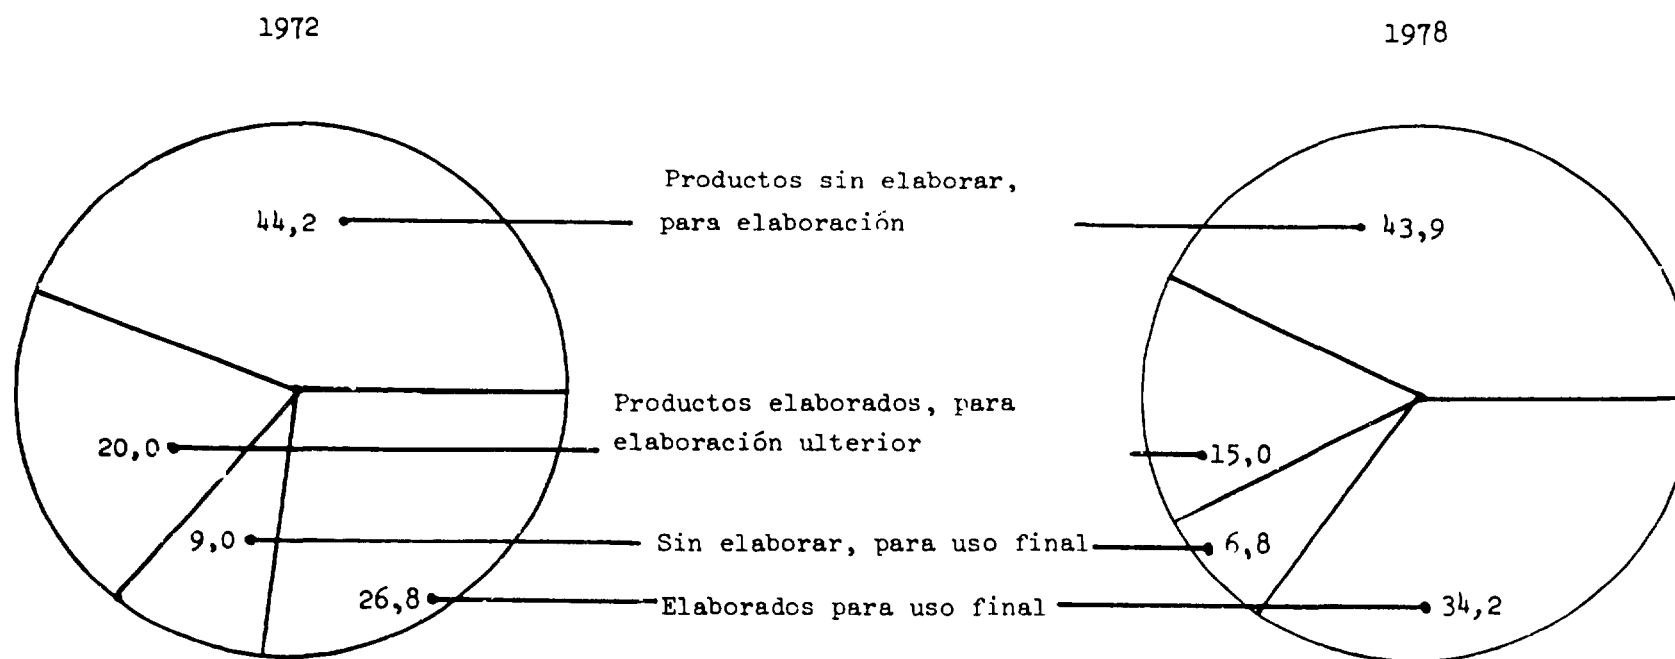 1972
1978
Productos sin elaborar,
para elaboración
44,2
43,9
Productos elaborados, para
elaboración ulterior
20,0
15,0
9,0
Sin elaborar, para uso final
6,8
26,8
Elaborados para uso final
34,2